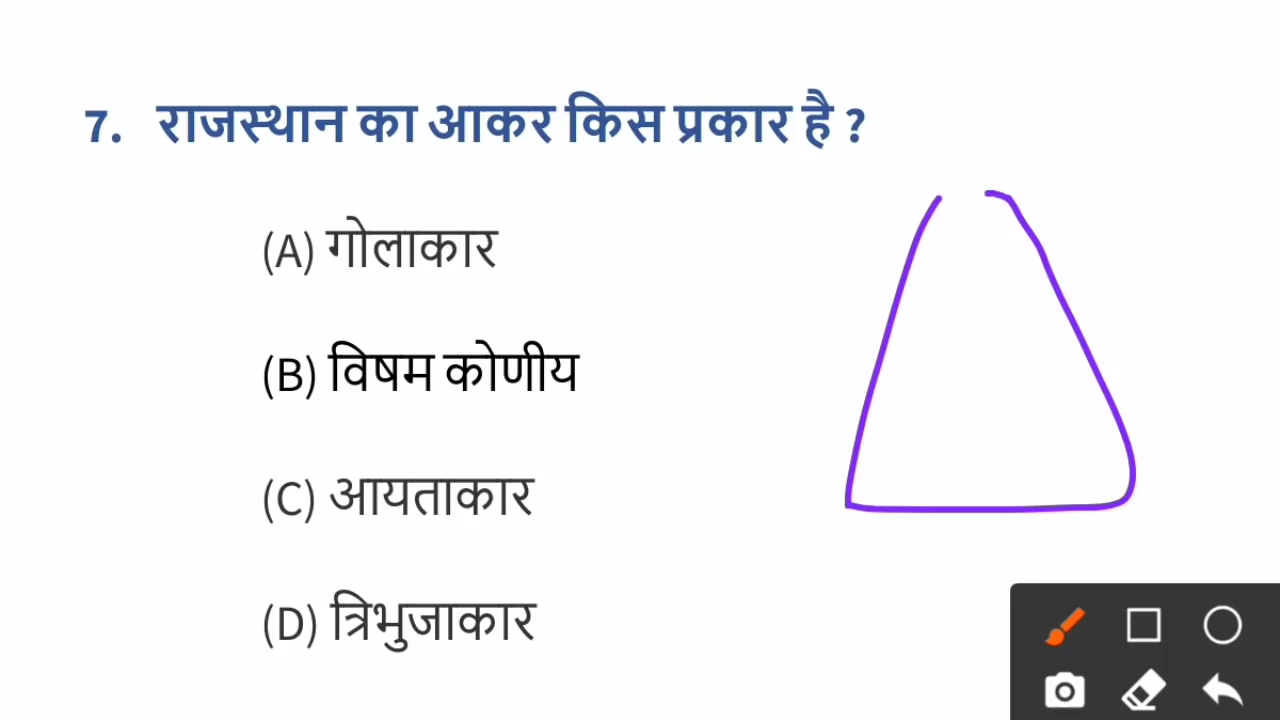 7. राजस्थान का आकर किस प्रकार है ?
(A) गोलाकार
(B) विषम कोणीय
(C) आयताकार
(D) त्रिभुजाकार